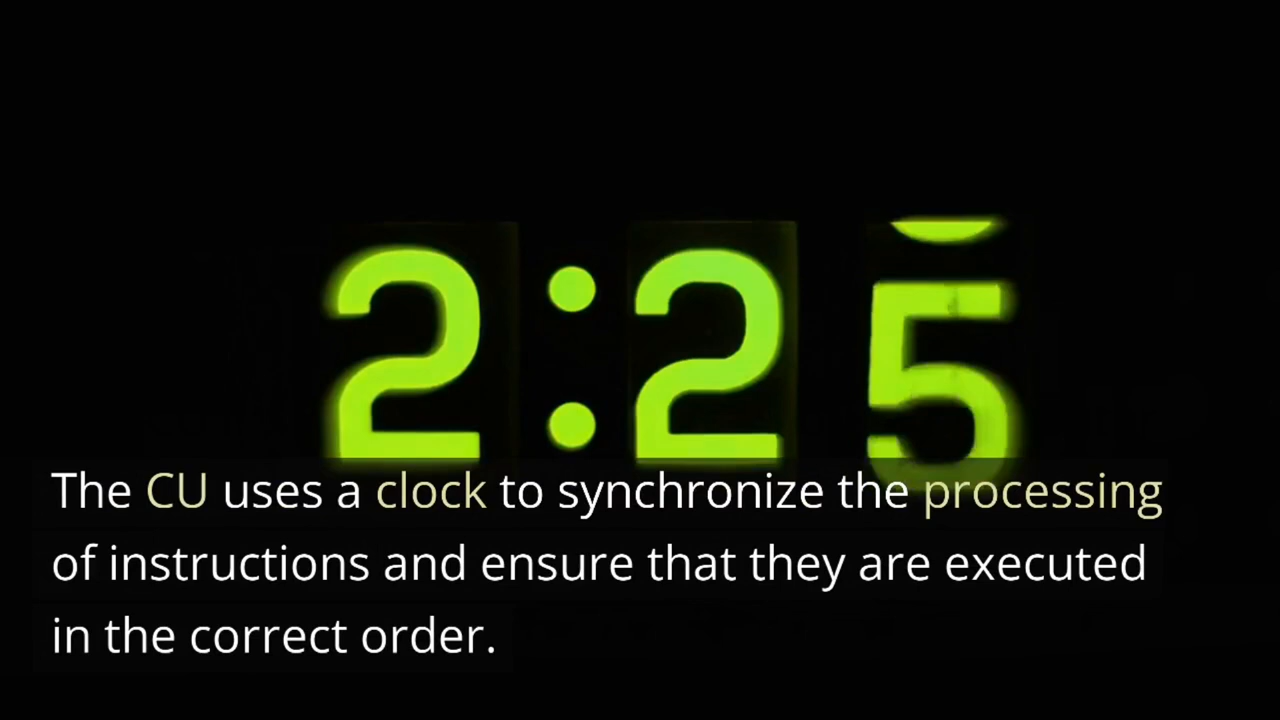 2:25
The CU uses a clock to synchronize the processing
of instructions and ensure that they are executed
in the correct order.